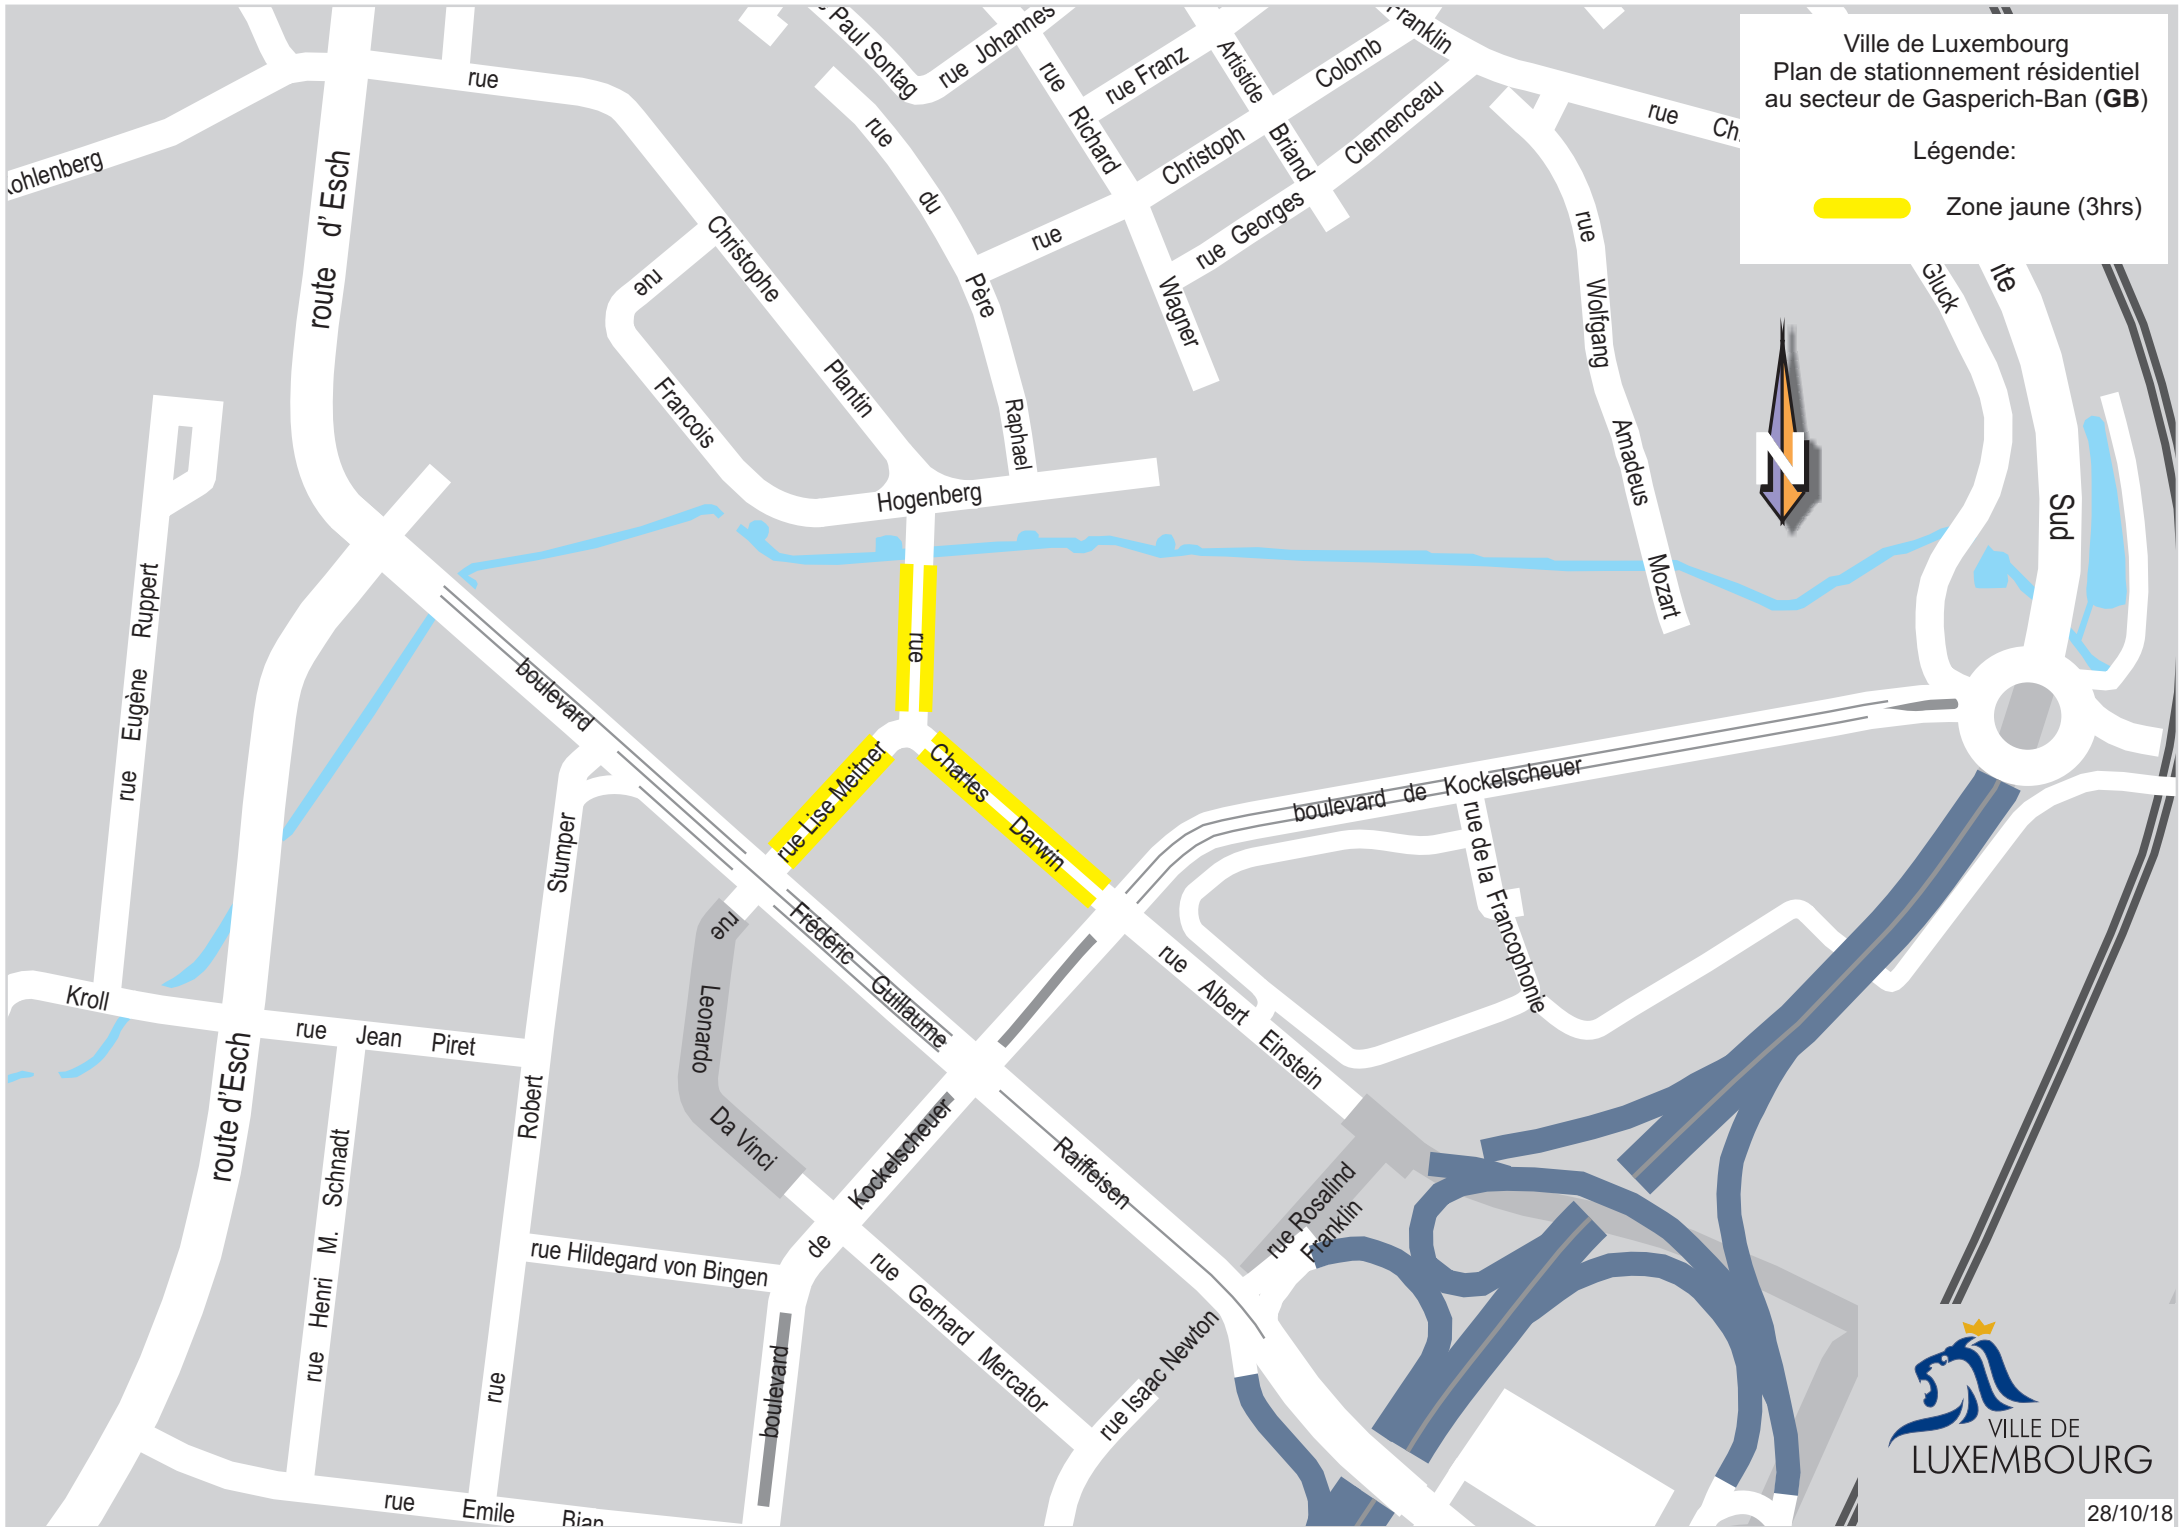 Ville de Luxembourg
Plan de stationnement résidentiel
au secteur de Gasperich-Ban (GB)
Légende:
Zone jaune (3hrs)
Paul Sontag
rue Johannes
rue Richard Wagner
rue Franz
Artistide Briand
rue Christoph Colomb
Franklin
rue Georges Clemenceau
rue Ch.
Gluck
Sud
rue Wolfgang Amadeus Mozart
rue du Père Raphael
rue Christophe Plantin
rue Francois Hogenberg
ohlenberg
route d'Esch
rue Eugène Ruppert
Kroll
route d'Esch
rue Jean Piret
rue Henri M. Schnadt
rue Robert Stumper
rue Hildegard von Bingen
rue Emile Bian
boulevard Frédéric Guillaume Raiffeisen
rue Lise Meitner
rue Charles Darwin
rue Leonardo Da Vinci
boulevard de Kockelscheuer
boulevard de Kockelscheuer
rue de la Francophonie
rue Albert Einstein
rue Rosalind
Franklin
rue Gerhard Mercator
rue Isaac Newton
N
VILLE DE
LUXEMBOURG
28/10/18